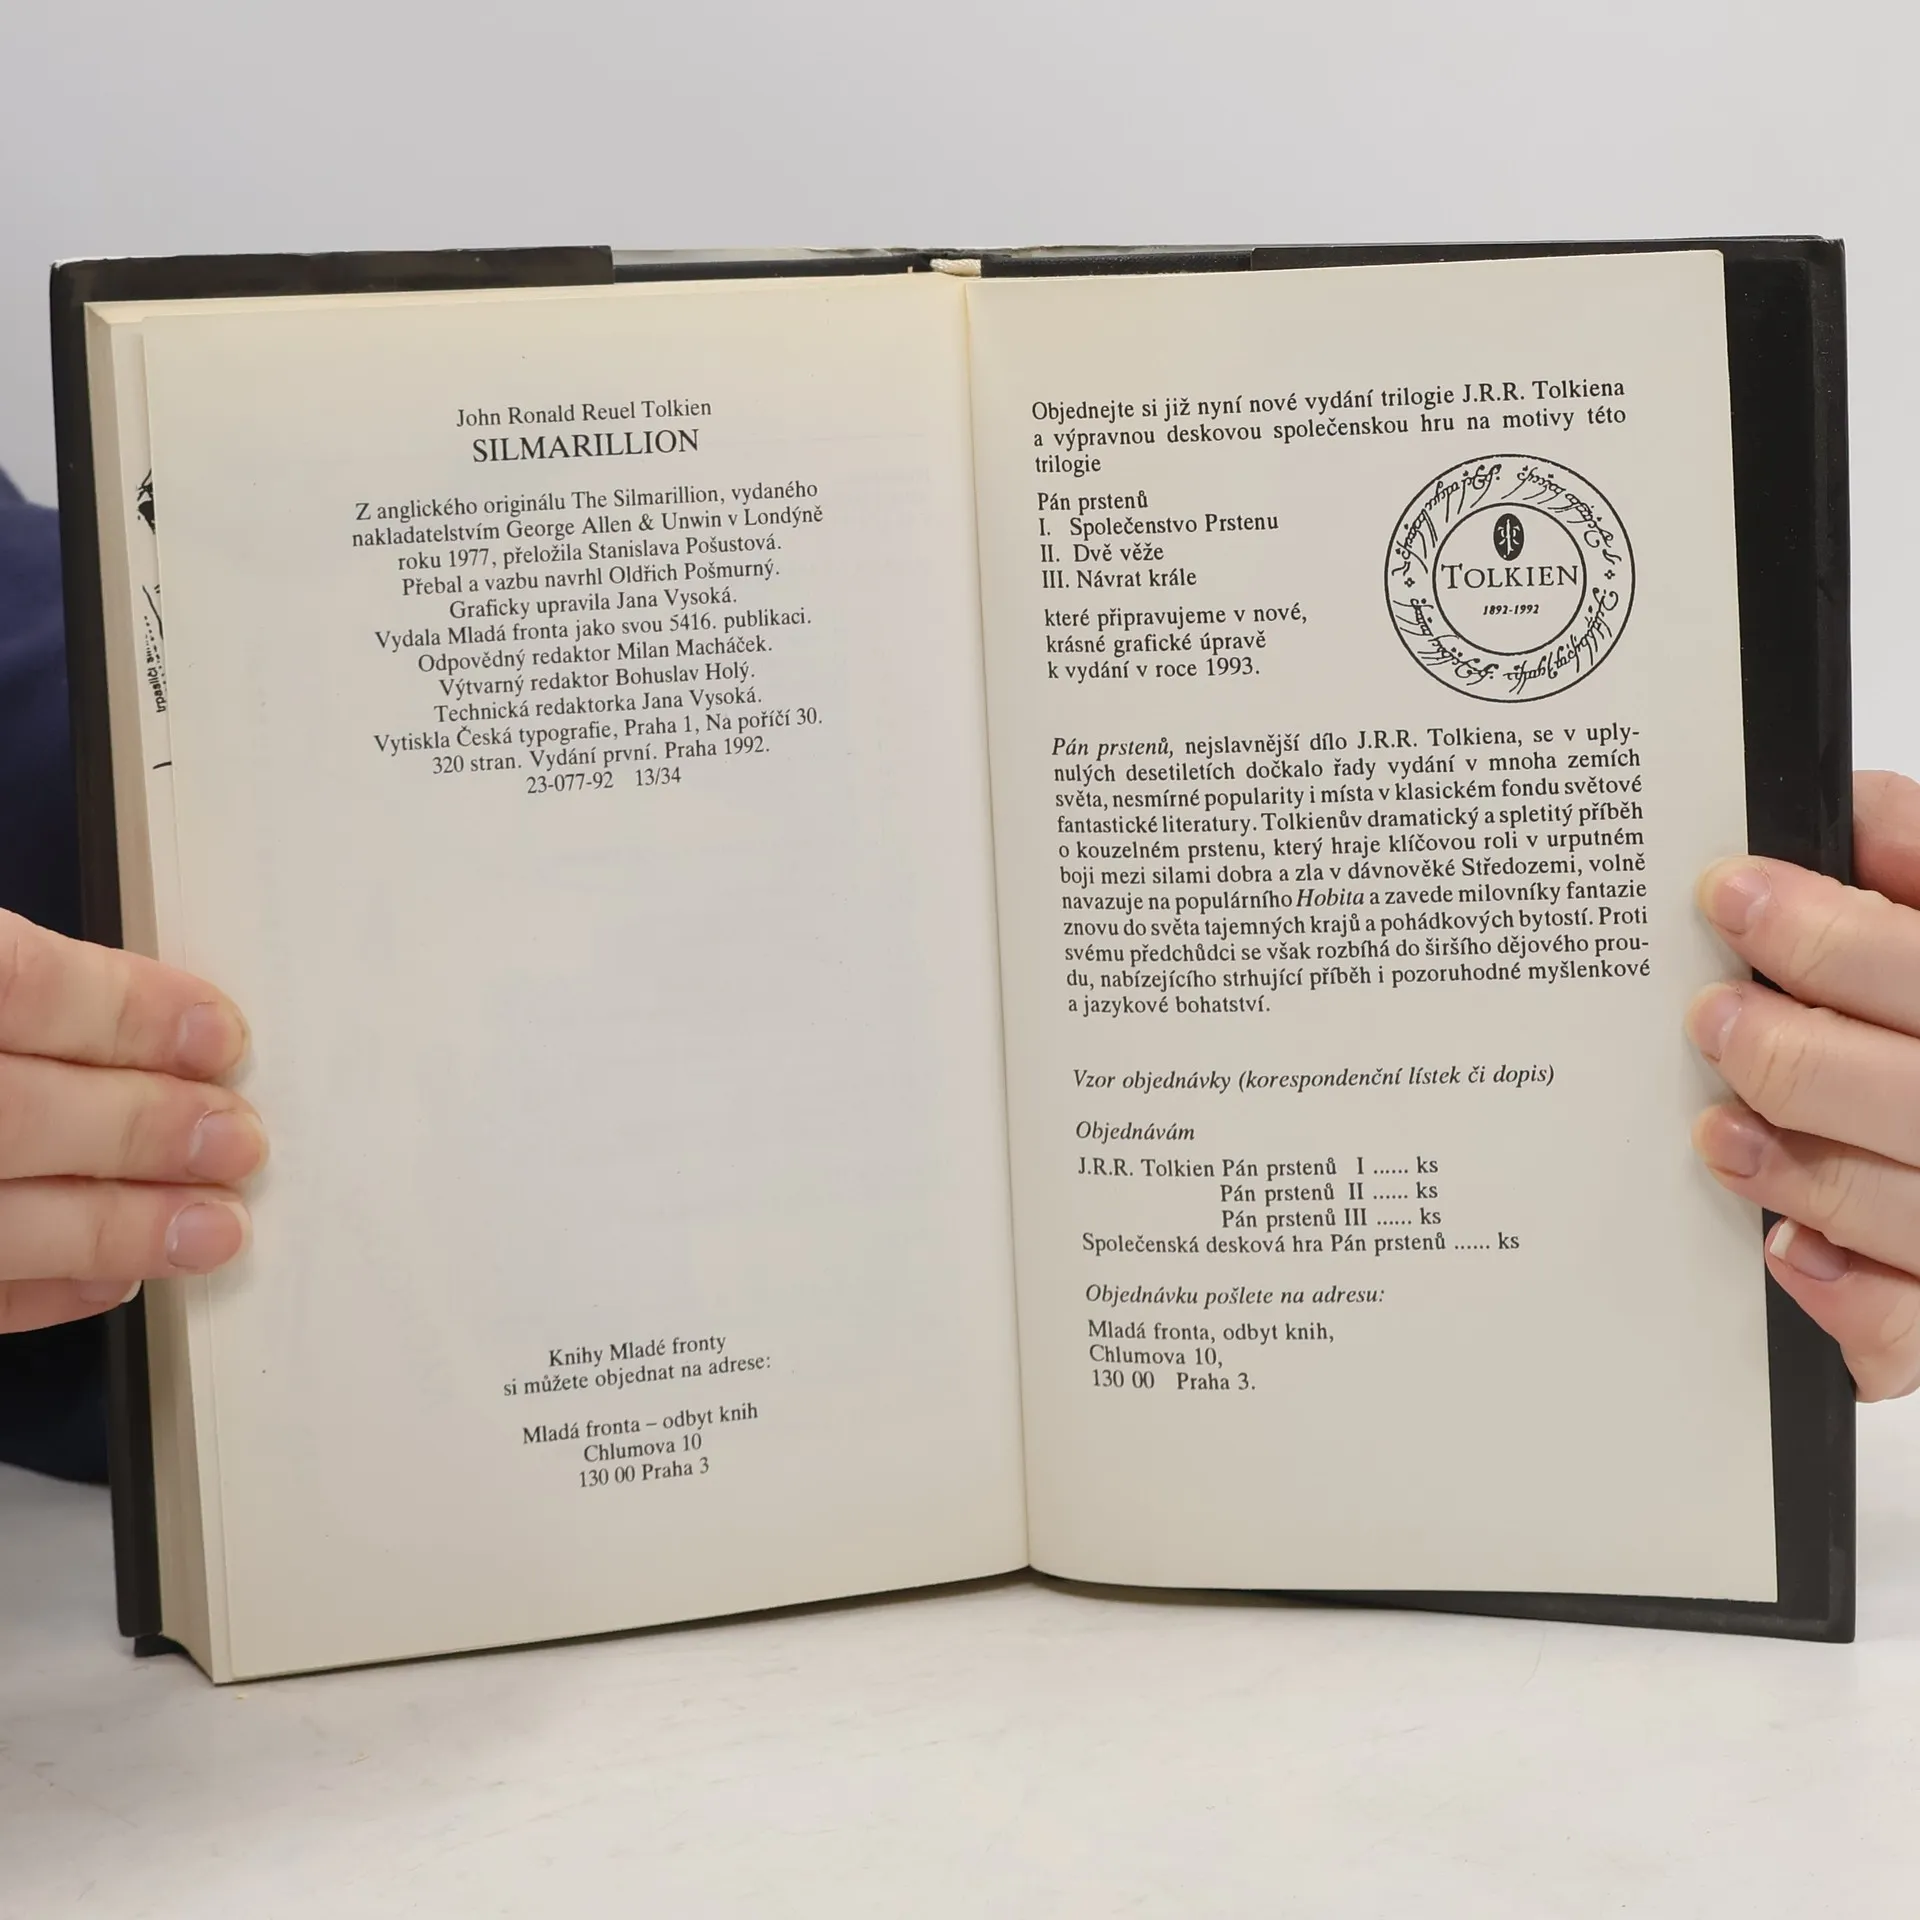 John Ronald Reuel Tolkien
SILMARILLION
Z anglického originálu The Silmarillion, vydaného
nakladatelstvím George Allen & Unwin v Londýně
roku 1977, přeložila Stanislava Pošustová.
Přebal a vazbu navrhl Oldřich Pošmurný.
Graficky upravila Jana Vysoká.
Vydala Mladá fronta jako svou 5416. publikaci.
Odpovědný redaktor Milan Macháček.
Výtvarný redaktor Bohuslav Holý.
Technická redaktorka Jana Vysoká.
Vytiskla Česká typografie, Praha 1, Na poříčí 30.
320 stran. Vydání první. Praha 1992.
23-077-92 13/34
Knihy Mladé fronty
si můžete objednat na adrese:
Mladá fronta – odbyt knih
Chlumova 10
130 00 Praha 3
Objednejte si již nyní nové vydání trilogie J.R.R. Tolkiena
a výpravnou deskovou společenskou hru na motivy této
trilogie
Pán prstenů
I. Společenstvo Prstenu
II. Dvě věže
III. Návrat krále
které připravujeme v nové,
krásné grafické úpravě
k vydání v roce 1993.
TOLKIEN
1892-1992
Pán prstenů, nejslavnější dílo J.R.R. Tolkiena, se v uply-
nulých desetiletích dočkalo řady vydání v mnoha zemích
světa, nesmírné popularity i místa v klasickém fondu světové
fantastické literatury. Tolkienův dramatický a spletitý příběh
o kouzelném prstenu, který hraje klíčovou roli v urputném
boji mezi silami dobra a zla v dávnověké Středozemi, volně
navazuje na populárního Hobita a zavede milovníky fantazie
znovu do světa tajemných krajů a pohádkových bytostí. Proti
svému předchůdci se však rozbíhá do širšího dějového prou-
du, nabízejícího strhující příběh i pozoruhodné myšlenkové
a jazykové bohatství.
Vzor objednávky (korespondenční lístek či dopis)
Objednávám
J.R.R. Tolkien Pán prstenů I ...... ks
Pán prstenů II ...... ks
Pán prstenů III ...... ks
Společenská desková hra Pán prstenů ...... ks
Objednávku pošlete na adresu:
Mladá fronta, odbyt knih,
Chlumova 10,
130 00 Praha 3.